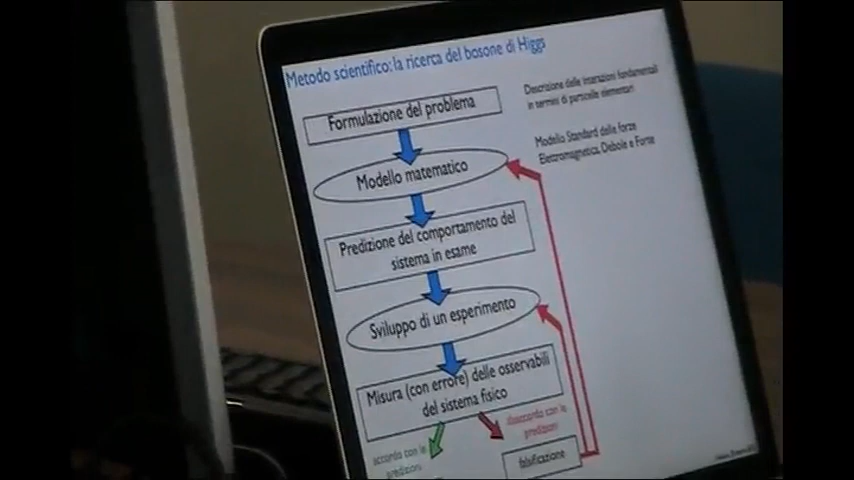 Metodo scientifico: la ricerca del bosone di Higgs
Formulazione del problema
Descrizione delle interazioni fondamentali
in termini di particelle elementari
Modello matematico
Modello Standard delle forze
Elettromagnetica, Debole e Forte
Predizione del comportamento del
sistema in esame
Sviluppo di un esperimento
Misura (con errore) delle osservabili
del sistema fisico
accordo con le
predizioni
disaccordo con le
predizioni
falsificazione